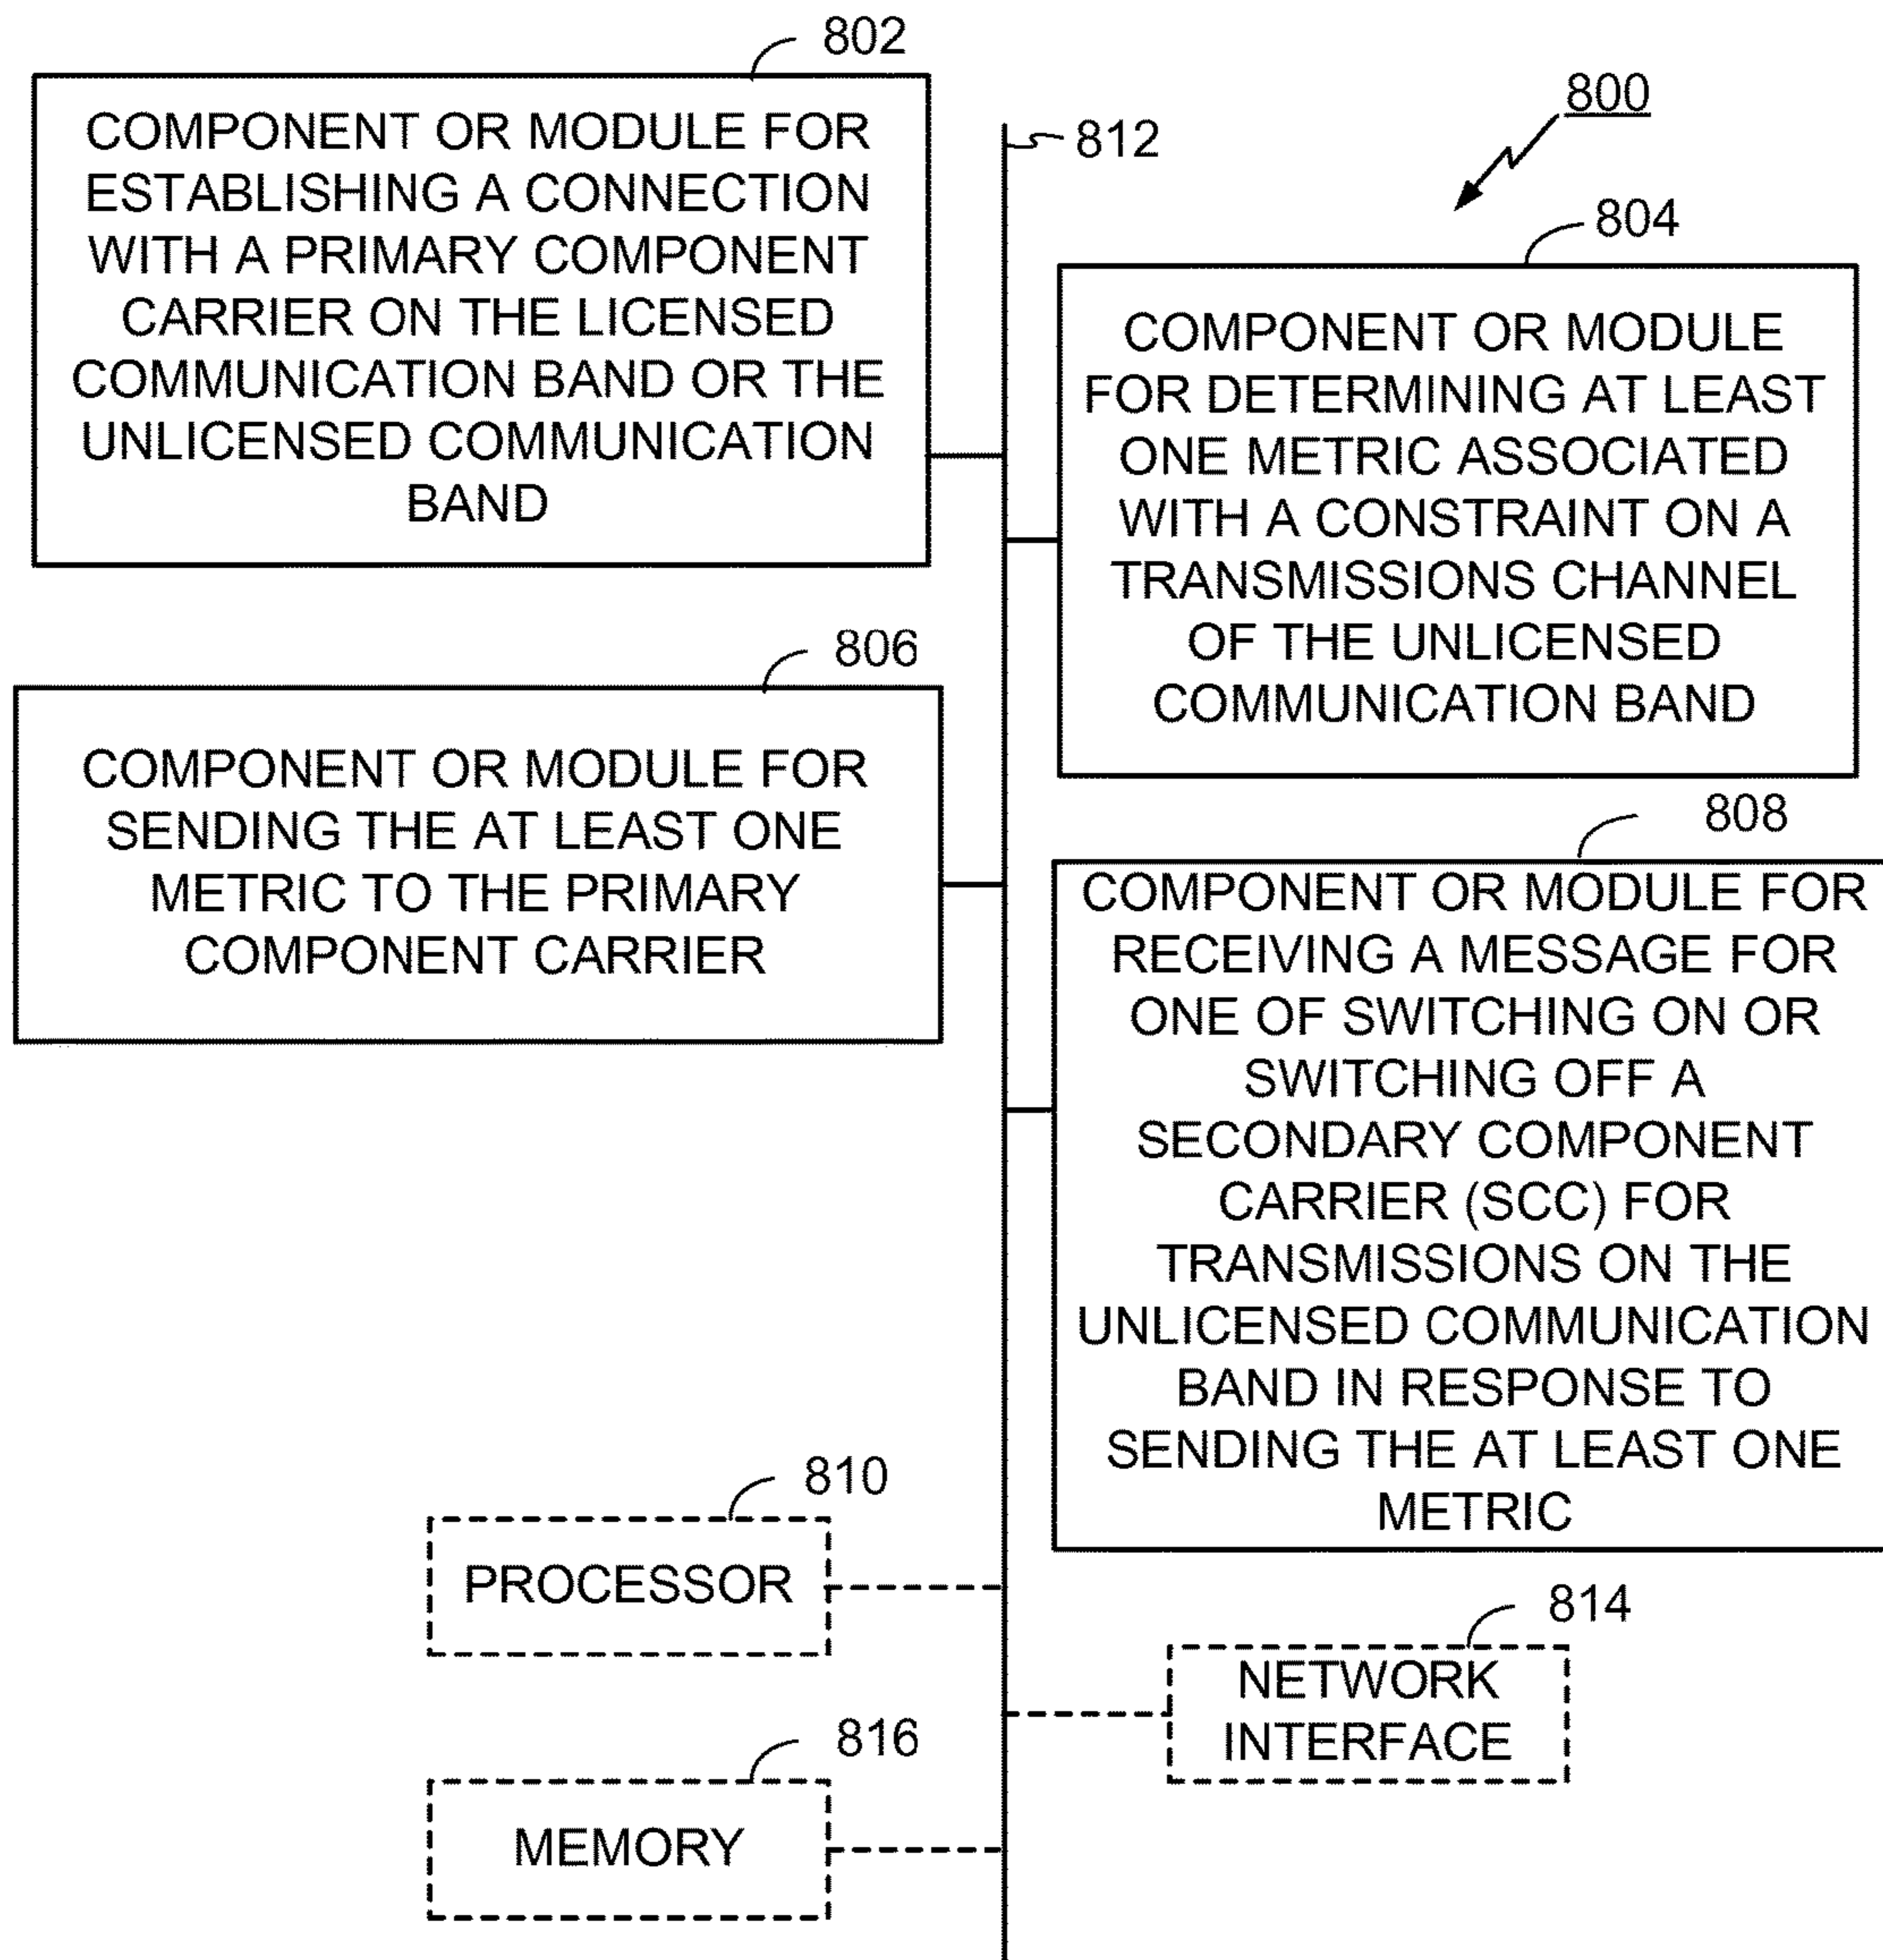 802
COMPONENT OR MODULE FOR
ESTABLISHING A CONNECTION
WITH A PRIMARY COMPONENT
CARRIER ON THE LICENSED
COMMUNICATION BAND OR THE
UNLICENSED COMMUNICATION
BAND
812
800
804
COMPONENT OR MODULE
FOR DETERMINING AT LEAST
ONE METRIC ASSOCIATED
WITH A CONSTRAINT ON A
TRANSMISSIONS CHANNEL
OF THE UNLICENSED
COMMUNICATION BAND
806
COMPONENT OR MODULE FOR
SENDING THE AT LEAST ONE
METRIC TO THE PRIMARY
COMPONENT CARRIER
808
COMPONENT OR MODULE FOR
RECEIVING A MESSAGE FOR
ONE OF SWITCHING ON OR
SWITCHING OFF A
SECONDARY COMPONENT
CARRIER (SCC) FOR
TRANSMISSIONS ON THE
UNLICENSED COMMUNICATION
BAND IN RESPONSE TO
SENDING THE AT LEAST ONE
METRIC
810
PROCESSOR
814
NETWORK
INTERFACE
816
MEMORY